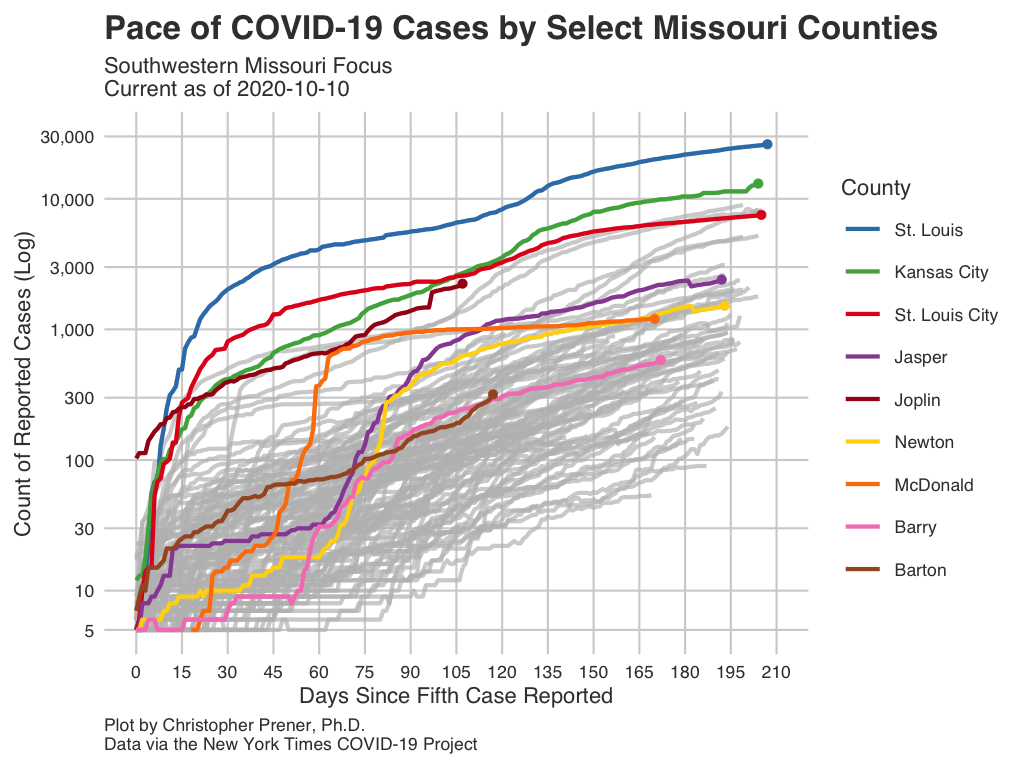 Pace of COVID-19 Cases by Select Missouri Counties
Southwestern Missouri Focus
Current as of 2020-10-10
Count of Reported Cases (Log)
30,000
10,000
3,000
1,000
300
100
30
10
5
0 15 30 45 60 75 90 105 120 135 150 165 180 195 210
Days Since Fifth Case Reported
County
St. Louis
Kansas City
St. Louis City
Jasper
Joplin
Newton
McDonald
Barry
Barton
Plot by Christopher Prener, Ph.D.
Data via the New York Times COVID-19 Project